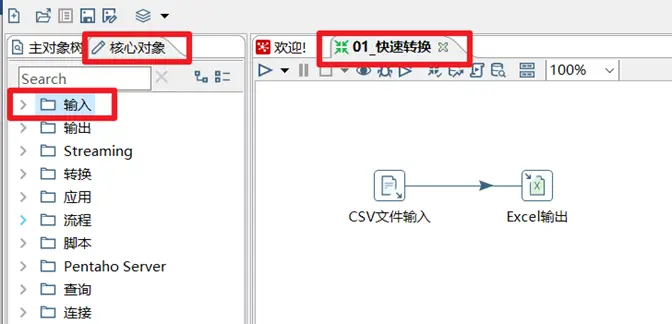 主对象树 核心对象
欢迎! 01_快速转换
Search
100%
输入
输出
Streaming
转换
应用
流程
脚本
Pentaho Server
查询
连接
CSV文件输入
Excel输出